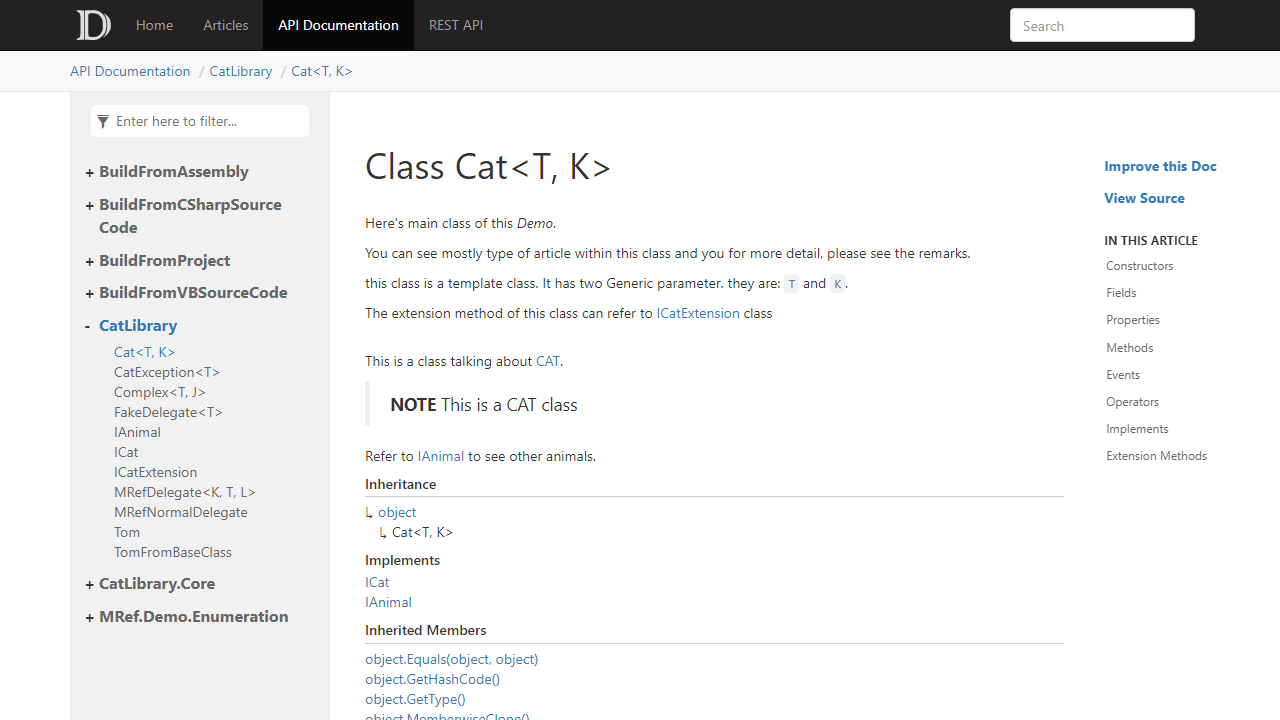 Home Articles API Documentation REST API Search
API Documentation / CatLibrary / Cat<T, K>
Enter here to filter...
+ BuildFromAssembly
+ BuildFromCSharpSource
Code
+ BuildFromProject
+ BuildFromVBSourceCode
- CatLibrary
Cat<T, K>
CatException<T>
Complex<T, J>
FakeDelegate<T>
IAnimal
ICat
ICatExtension
MRefDelegate<K, T, L>
MRefNormalDelegate
Tom
TomFromBaseClass
+ CatLibrary.Core
+ MRef.Demo.Enumeration
Class Cat<T, K>
Here's main class of this Demo.
You can see mostly type of article within this class and you for more detail, please see the remarks.
this class is a template class. It has two Generic parameter. they are: T and K.
The extension method of this class can refer to ICatExtension class
This is a class talking about CAT.
NOTE This is a CAT class
Refer to IAnimal to see other animals.
Inheritance
↳ object
↳ Cat<T, K>
Implements
ICat
IAnimal
Inherited Members
object.Equals(object, object)
object.GetHashCode()
object.GetType()
object.MemberwiseClone()
Improve this Doc
View Source
IN THIS ARTICLE
Constructors
Fields
Properties
Methods
Events
Operators
Implements
Extension Methods